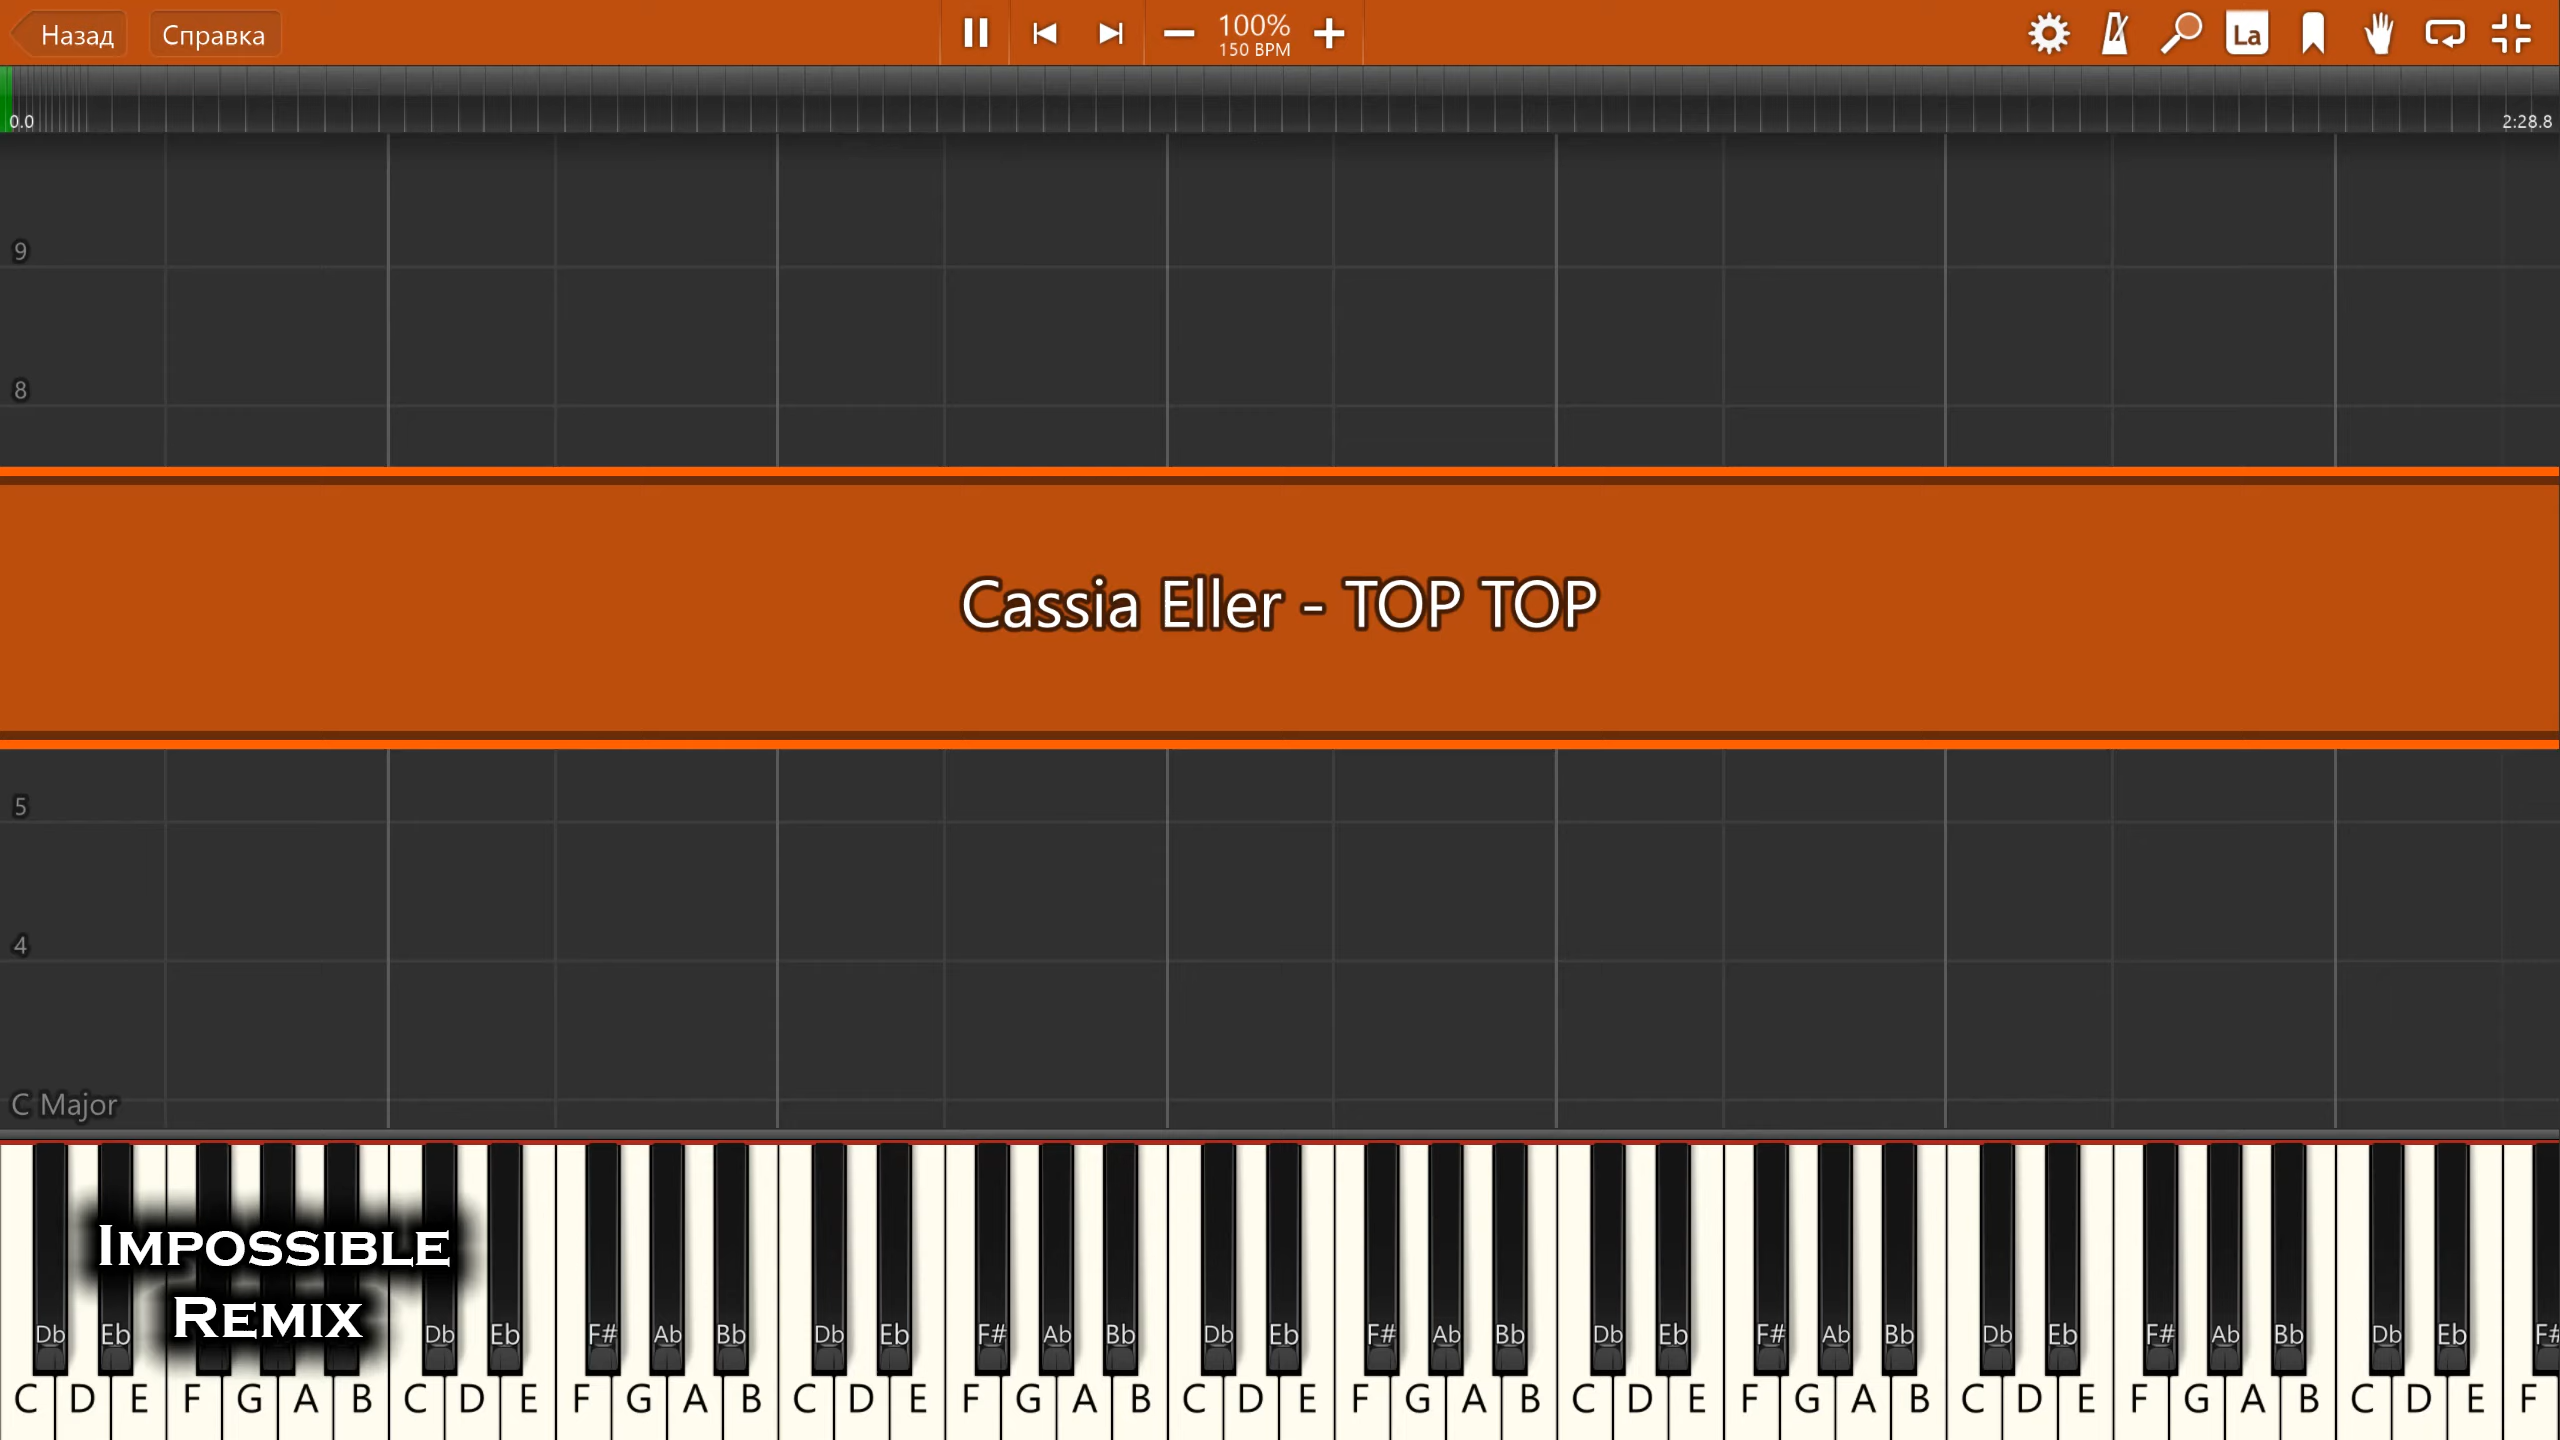 Назад Справка 100% La
150 BPM
0.0 2:28.8
9
8
Cassia Eller - TOP TOP
5
4
C Major
IMPOSSIBLE
REMIX
Db Eb Db Eb F# Ab Bb Db Eb F# Ab Bb Db Eb F# Ab Bb Db Eb F# Ab Bb Db Eb F# Ab Bb Db Eb F#
C D E F G A B C D E F G A B C D E F G A B C D E F G A B C D E F G A B C D E F G A B C D E F